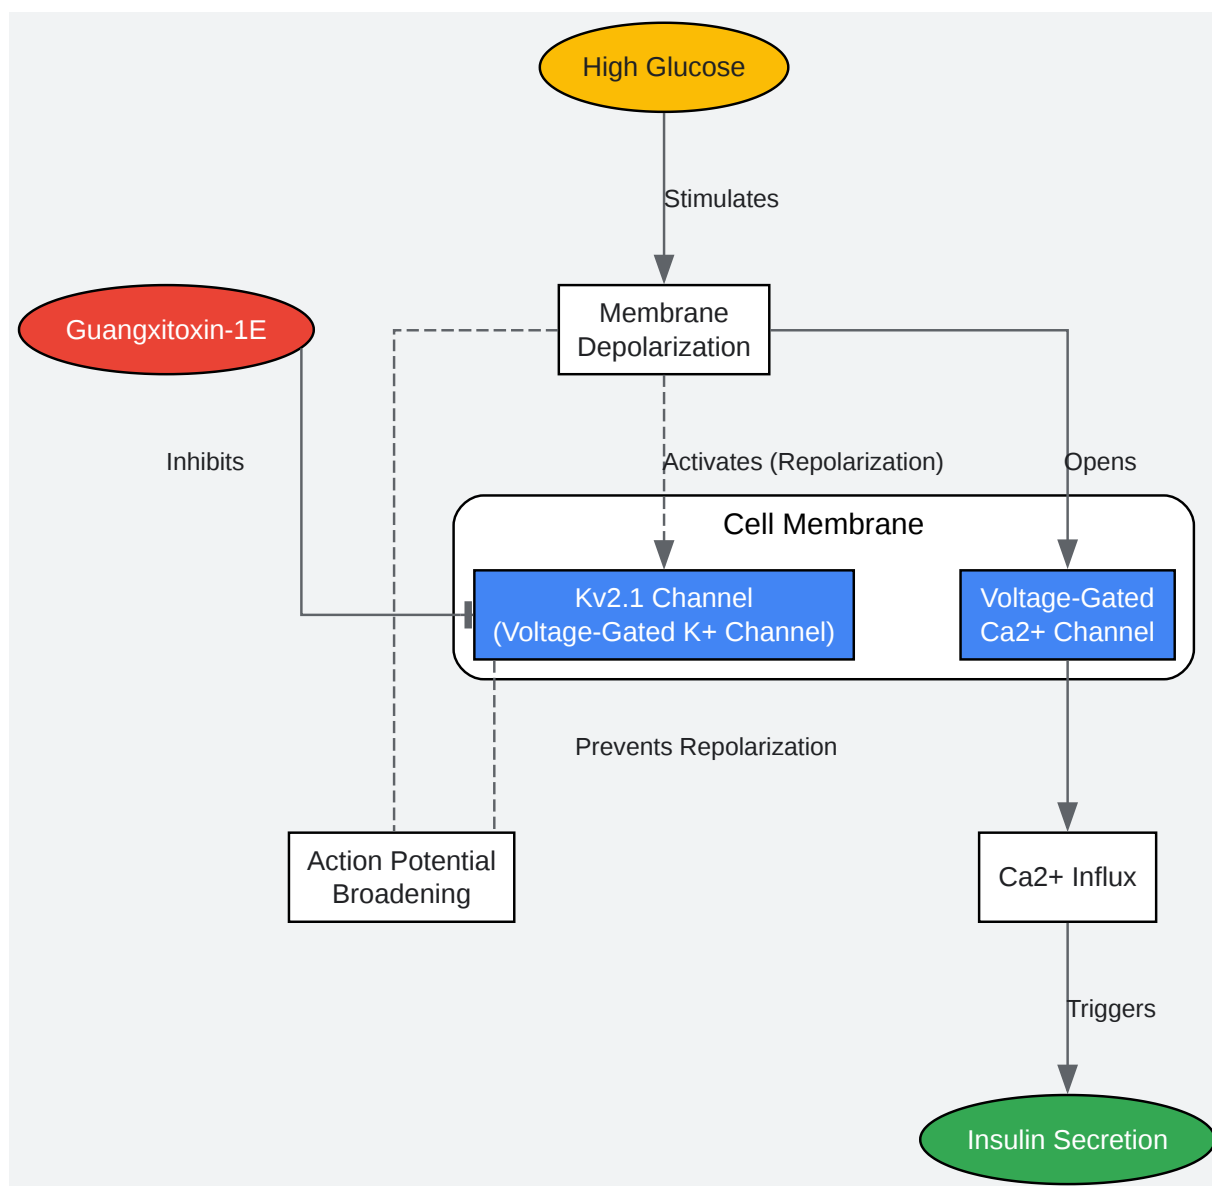 High Glucose
Stimulates
Membrane
Depolarization
Guangxitoxin-1E
Inhibits
Activates (Repolarization)
Opens
Cell Membrane
Kv2.1 Channel
(Voltage-Gated K+ Channel)
Voltage-Gated
Ca2+ Channel
Prevents Repolarization
Action Potential
Broadening
Ca2+ Influx
Triggers
Insulin Secretion